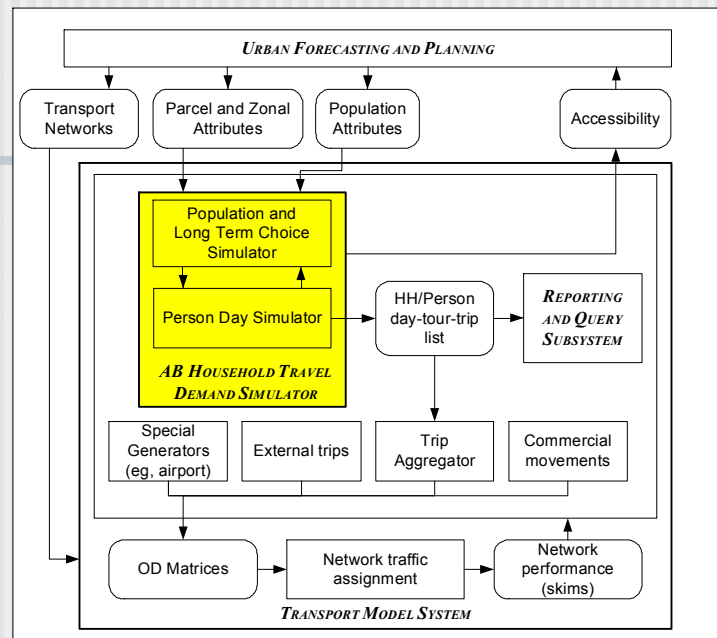 URBAN FORECASTING AND PLANNING
Transport
Networks
Parcel and Zonal
Attributes
Population
Attributes
Accessibility
Population and
Long Term Choice
Simulator
Person Day Simulator
AB HOUSEHOLD TRAVEL
DEMAND SIMULATOR
HH/Person
day-tour-trip
list
REPORTING
AND QUERY
SUBSYSTEM
Special
Generators
(eg, airport)
External trips
Trip
Aggregator
Commercial
movements
OD Matrices
Network traffic
assignment
Network
performance
(skims)
TRANSPORT MODEL SYSTEM